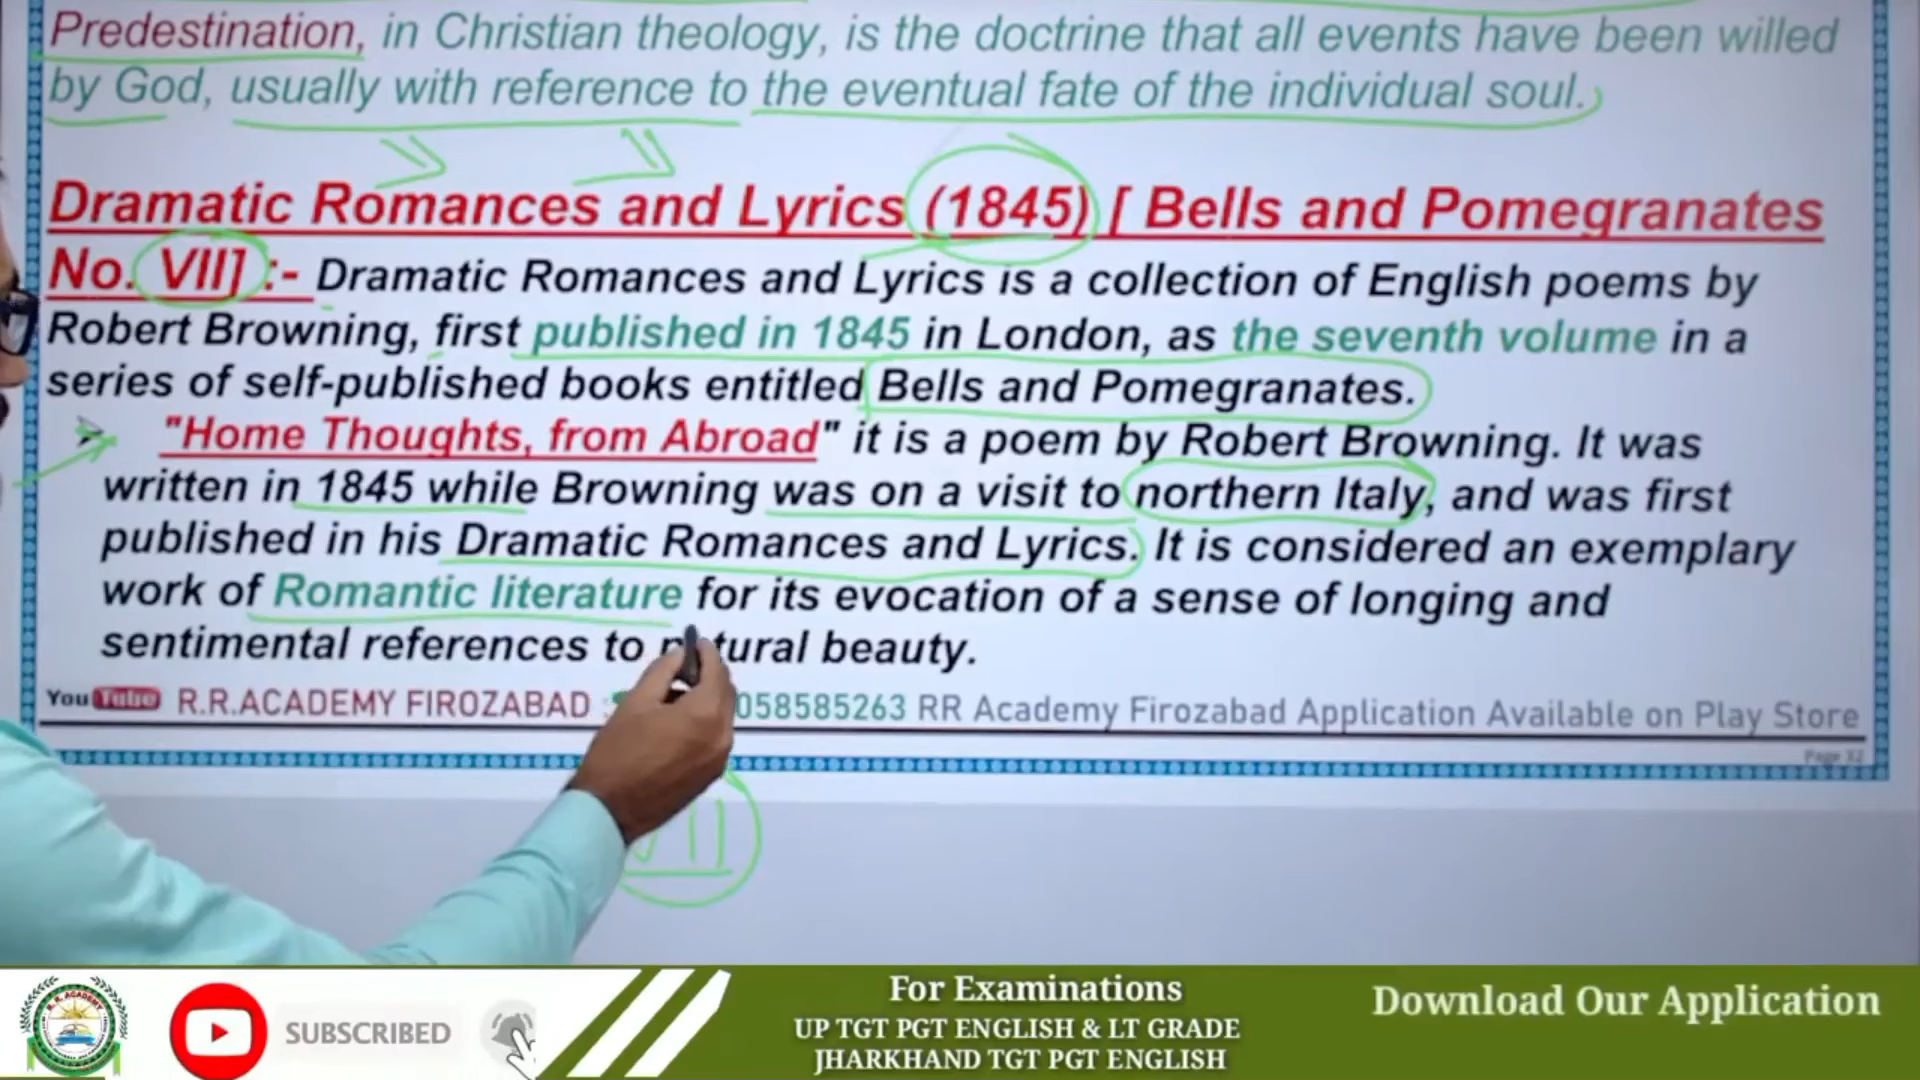 Predestination, in Christian theology, is the doctrine that all events have been willed
by God, usually with reference to the eventual fate of the individual soul.
Dramatic Romances and Lyrics (1845) [ Bells and Pomegranates
No. VII] :- Dramatic Romances and Lyrics is a collection of English poems by
Robert Browning, first published in 1845 in London, as the seventh volume in a
series of self-published books entitled Bells and Pomegranates.
"Home Thoughts, from Abroad" it is a poem by Robert Browning. It was
written in 1845 while Browning was on a visit to northern Italy, and was first
published in his Dramatic Romances and Lyrics. It is considered an exemplary
work of Romantic literature for its evocation of a sense of longing and
sentimental references to natural beauty.
YouTube R.R.ACADEMY FIROZABAD : 058585263 RR Academy Firozabad Application Available on Play Store
Page 32
VII
R. R. ACADEMY
SUBSCRIBED
For Examinations
UP TGT PGT ENGLISH & LT GRADE
JHARKHAND TGT PGT ENGLISH
Download Our Application